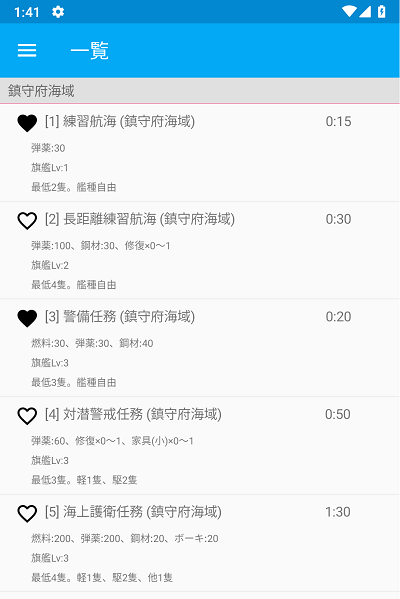 1:41
一覧
鎮守府海域
[1] 練習航海 (鎮守府海域) 0:15
弾薬:30
旗艦Lv:1
最低2隻。艦種自由
[2] 長距離練習航海 (鎮守府海域) 0:30
弾薬:100、鋼材:30、修復×0～1
旗艦Lv:2
最低4隻。艦種自由
[3] 警備任務 (鎮守府海域) 0:20
燃料:30、弾薬:30、鋼材:40
旗艦Lv:3
最低3隻。艦種自由
[4] 対潜警戒任務 (鎮守府海域) 0:50
弾薬:60、修復×0～1、家具(小)×0～1
旗艦Lv:3
最低3隻。軽1隻、駆2隻
[5] 海上護衛任務 (鎮守府海域) 1:30
燃料:200、弾薬:200、鋼材:20、ボーキ:20
旗艦Lv:3
最低4隻。軽1隻、駆2隻、他1隻